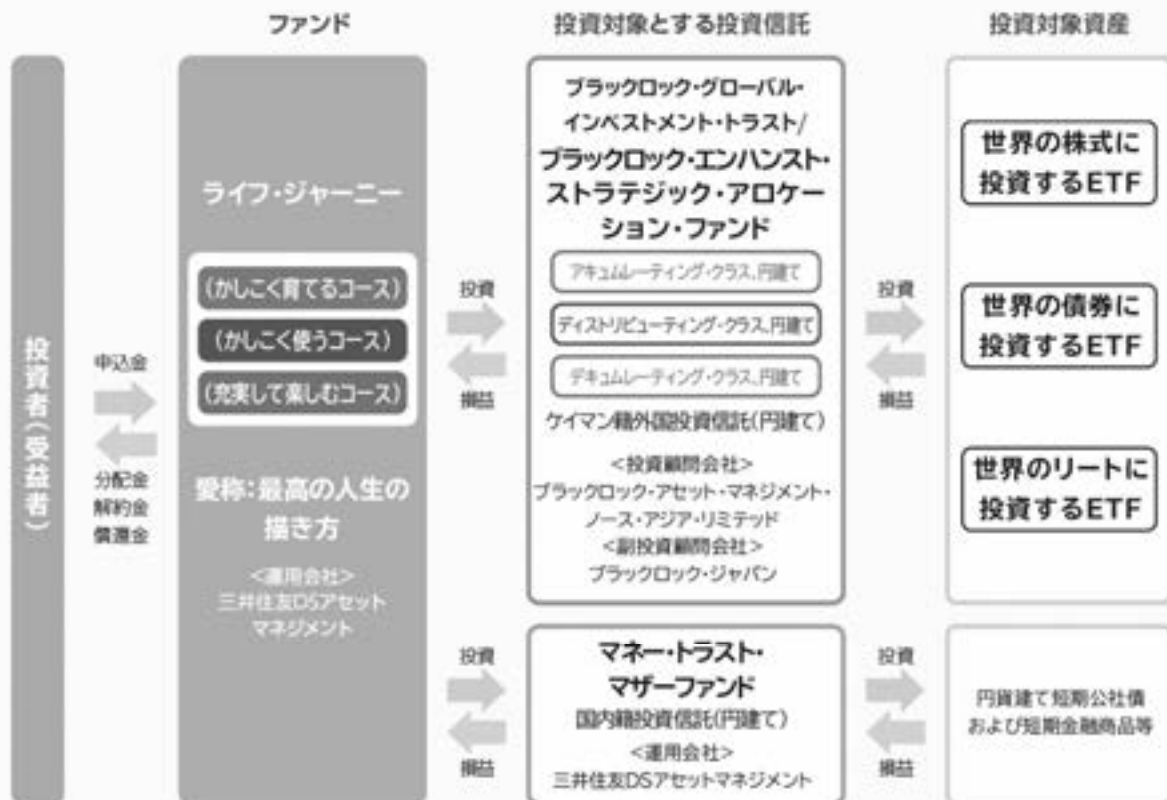 ファンド
投資対象とする投資信託
投資対象資産
投資者(受益者)
申込金
分配金
解約金
償還金
ライフ・ジャーニー
(かしこく育てるコース)
(かしこく使うコース)
(充実して楽しむコース)
愛称:最高の人生の
描き方
<運用会社>
三井住友DSアセット
マネジメント
投資
損益
ブラックロック・グローバル・
インベストメント・トラスト/
ブラックロック・エンハンスト・
ストラテジック・アロケー
ション・ファンド
アキュムレーティング・クラス、円建て
ディストリビューティング・クラス、円建て
デキュムレーティング・クラス、円建て
ケイマン籍外国投資信託(円建て)
<投資顧問会社>
ブラックロック・アセット・マネジメント・
ノース・アジア・リミテッド
<副投資顧問会社>
ブラックロック・ジャパン
投資
損益
世界の株式に
投資するETF
世界の債券に
投資するETF
世界のリートに
投資するETF
投資
損益
マネー・トラスト・
マザーファンド
国内籍投資信託(円建て)
<運用会社>
三井住友DSアセットマネジメント
投資
損益
円貨建て短期公社債
および短期金融商品等